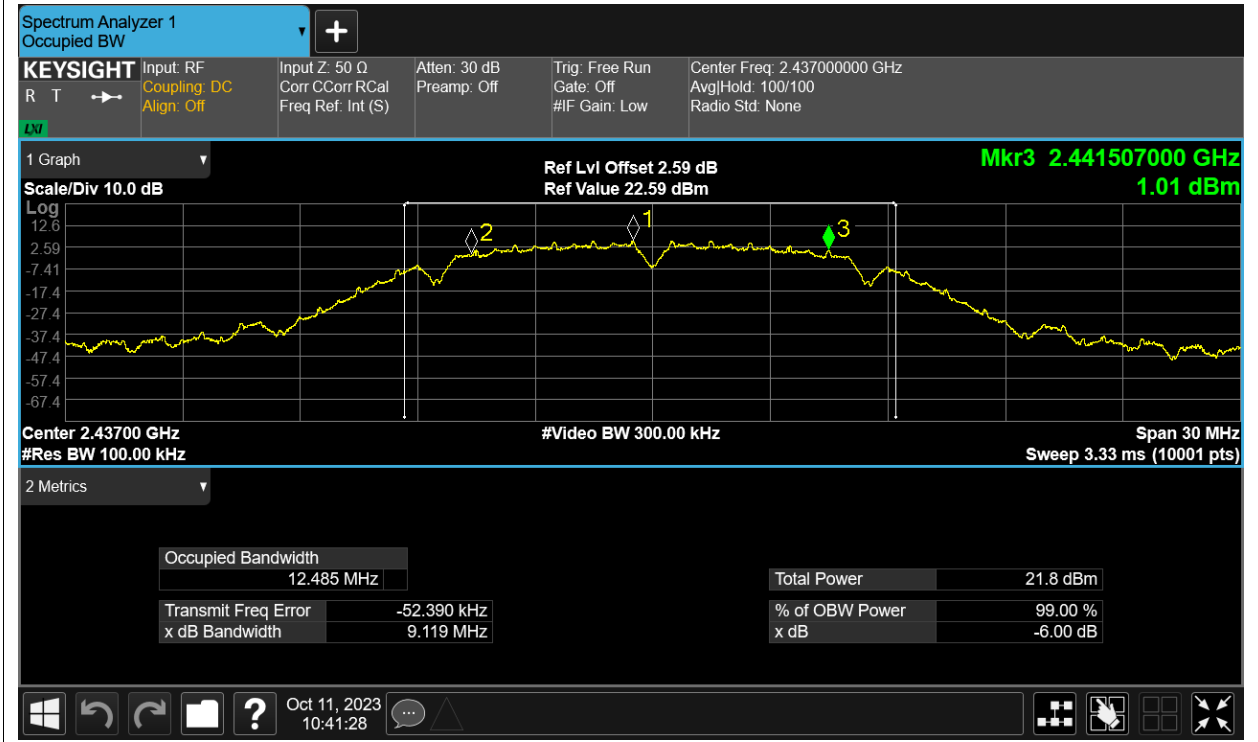 Spectrum Analyzer 1
Occupied BW
KEYSIGHT
R T
LXI
Input: RF
Coupling: DC
Align: Off
Input Z: 50 Ω
Corr CCorr RCal
Freq Ref: Int (S)
Atten: 30 dB
Preamp: Off
Trig: Free Run
Gate: Off
#IF Gain: Low
Center Freq: 2.437000000 GHz
Avg|Hold: 100/100
Radio Std: None
1 Graph
Scale/Div 10.0 dB
Ref Lvl Offset 2.59 dB
Ref Value 22.59 dBm
Mkr3 2.441507000 GHz
1.01 dBm
Log
12.6
2.59
-7.41
-17.4
-27.4
-37.4
-47.4
-57.4
-67.4
2
1
3
Center 2.43700 GHz
#Video BW 300.00 kHz
Span 30 MHz
#Res BW 100.00 kHz
Sweep 3.33 ms (10001 pts)
2 Metrics
Occupied Bandwidth
12.485 MHz
Transmit Freq Error -52.390 kHz
x dB Bandwidth 9.119 MHz
Total Power 21.8 dBm
% of OBW Power 99.00 %
x dB -6.00 dB
?
Oct 11, 2023
10:41:28